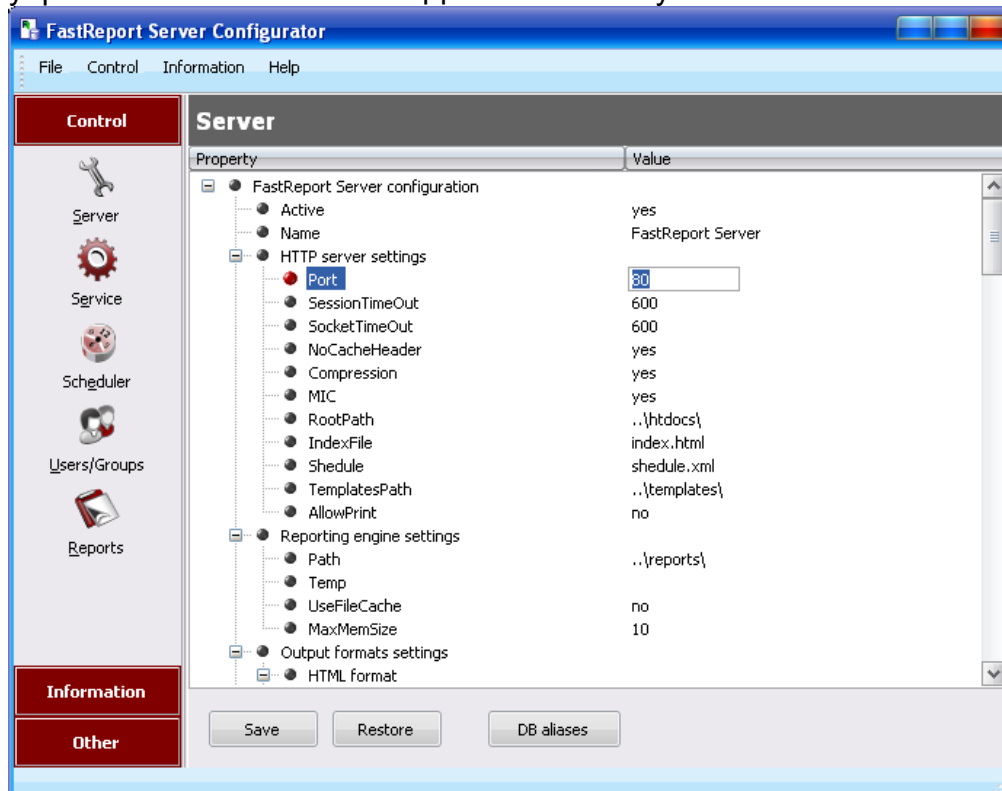 FastReport Server Configurator
File Control Information Help
Control
Server
Service
Scheduler
Users/Groups
Reports
Information
Other
Server
Property Value
FastReport Server configuration
Active yes
Name FastReport Server
HTTP server settings
Port 80
SessionTimeOut 600
SocketTimeOut 600
NoCacheHeader yes
Compression yes
MIC yes
RootPath ..\htdocs\
IndexFile index.html
Shedule shedule.xml
TemplatesPath ..\templates\
AllowPrint no
Reporting engine settings
Path ..\reports\
Temp
UseFileCache no
MaxMemSize 10
Output formats settings
HTML format
Save Restore DB aliases